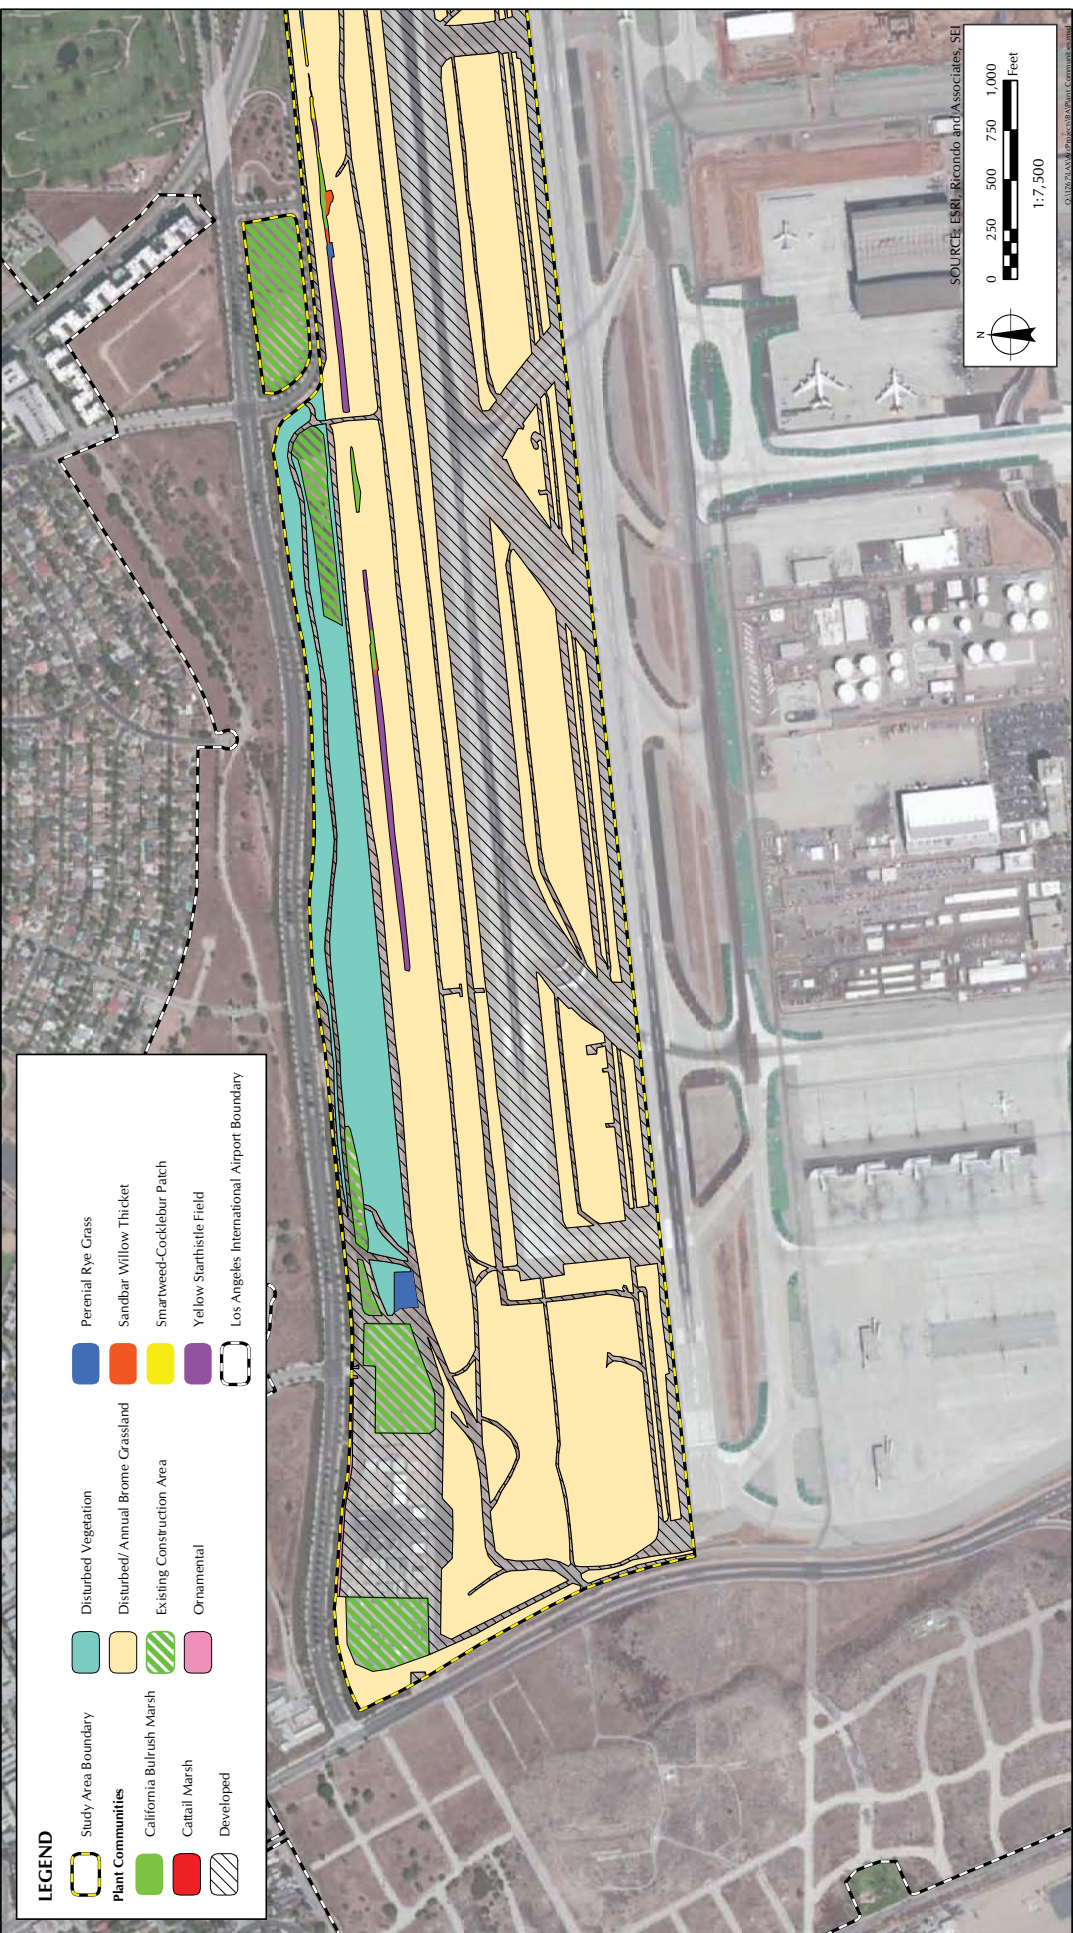 LEGEND
Study Area Boundary
Plant Communities
California Bulrush Marsh
Cattail Marsh
Developed
Disturbed Vegetation
Disturbed/ Annual Brome Grassland
Existing Construction Area
Ornamental
Perenial Rye Grass
Sandbar Willow Thicket
Smartweed-Cocklebur Patch
Yellow Starthistle Field
Los Angeles International Airport Boundary
SOURCE: ESRI, Ricondo and Associates, SEI
N
0 250 500 750 1,000
Feet
1:7,500